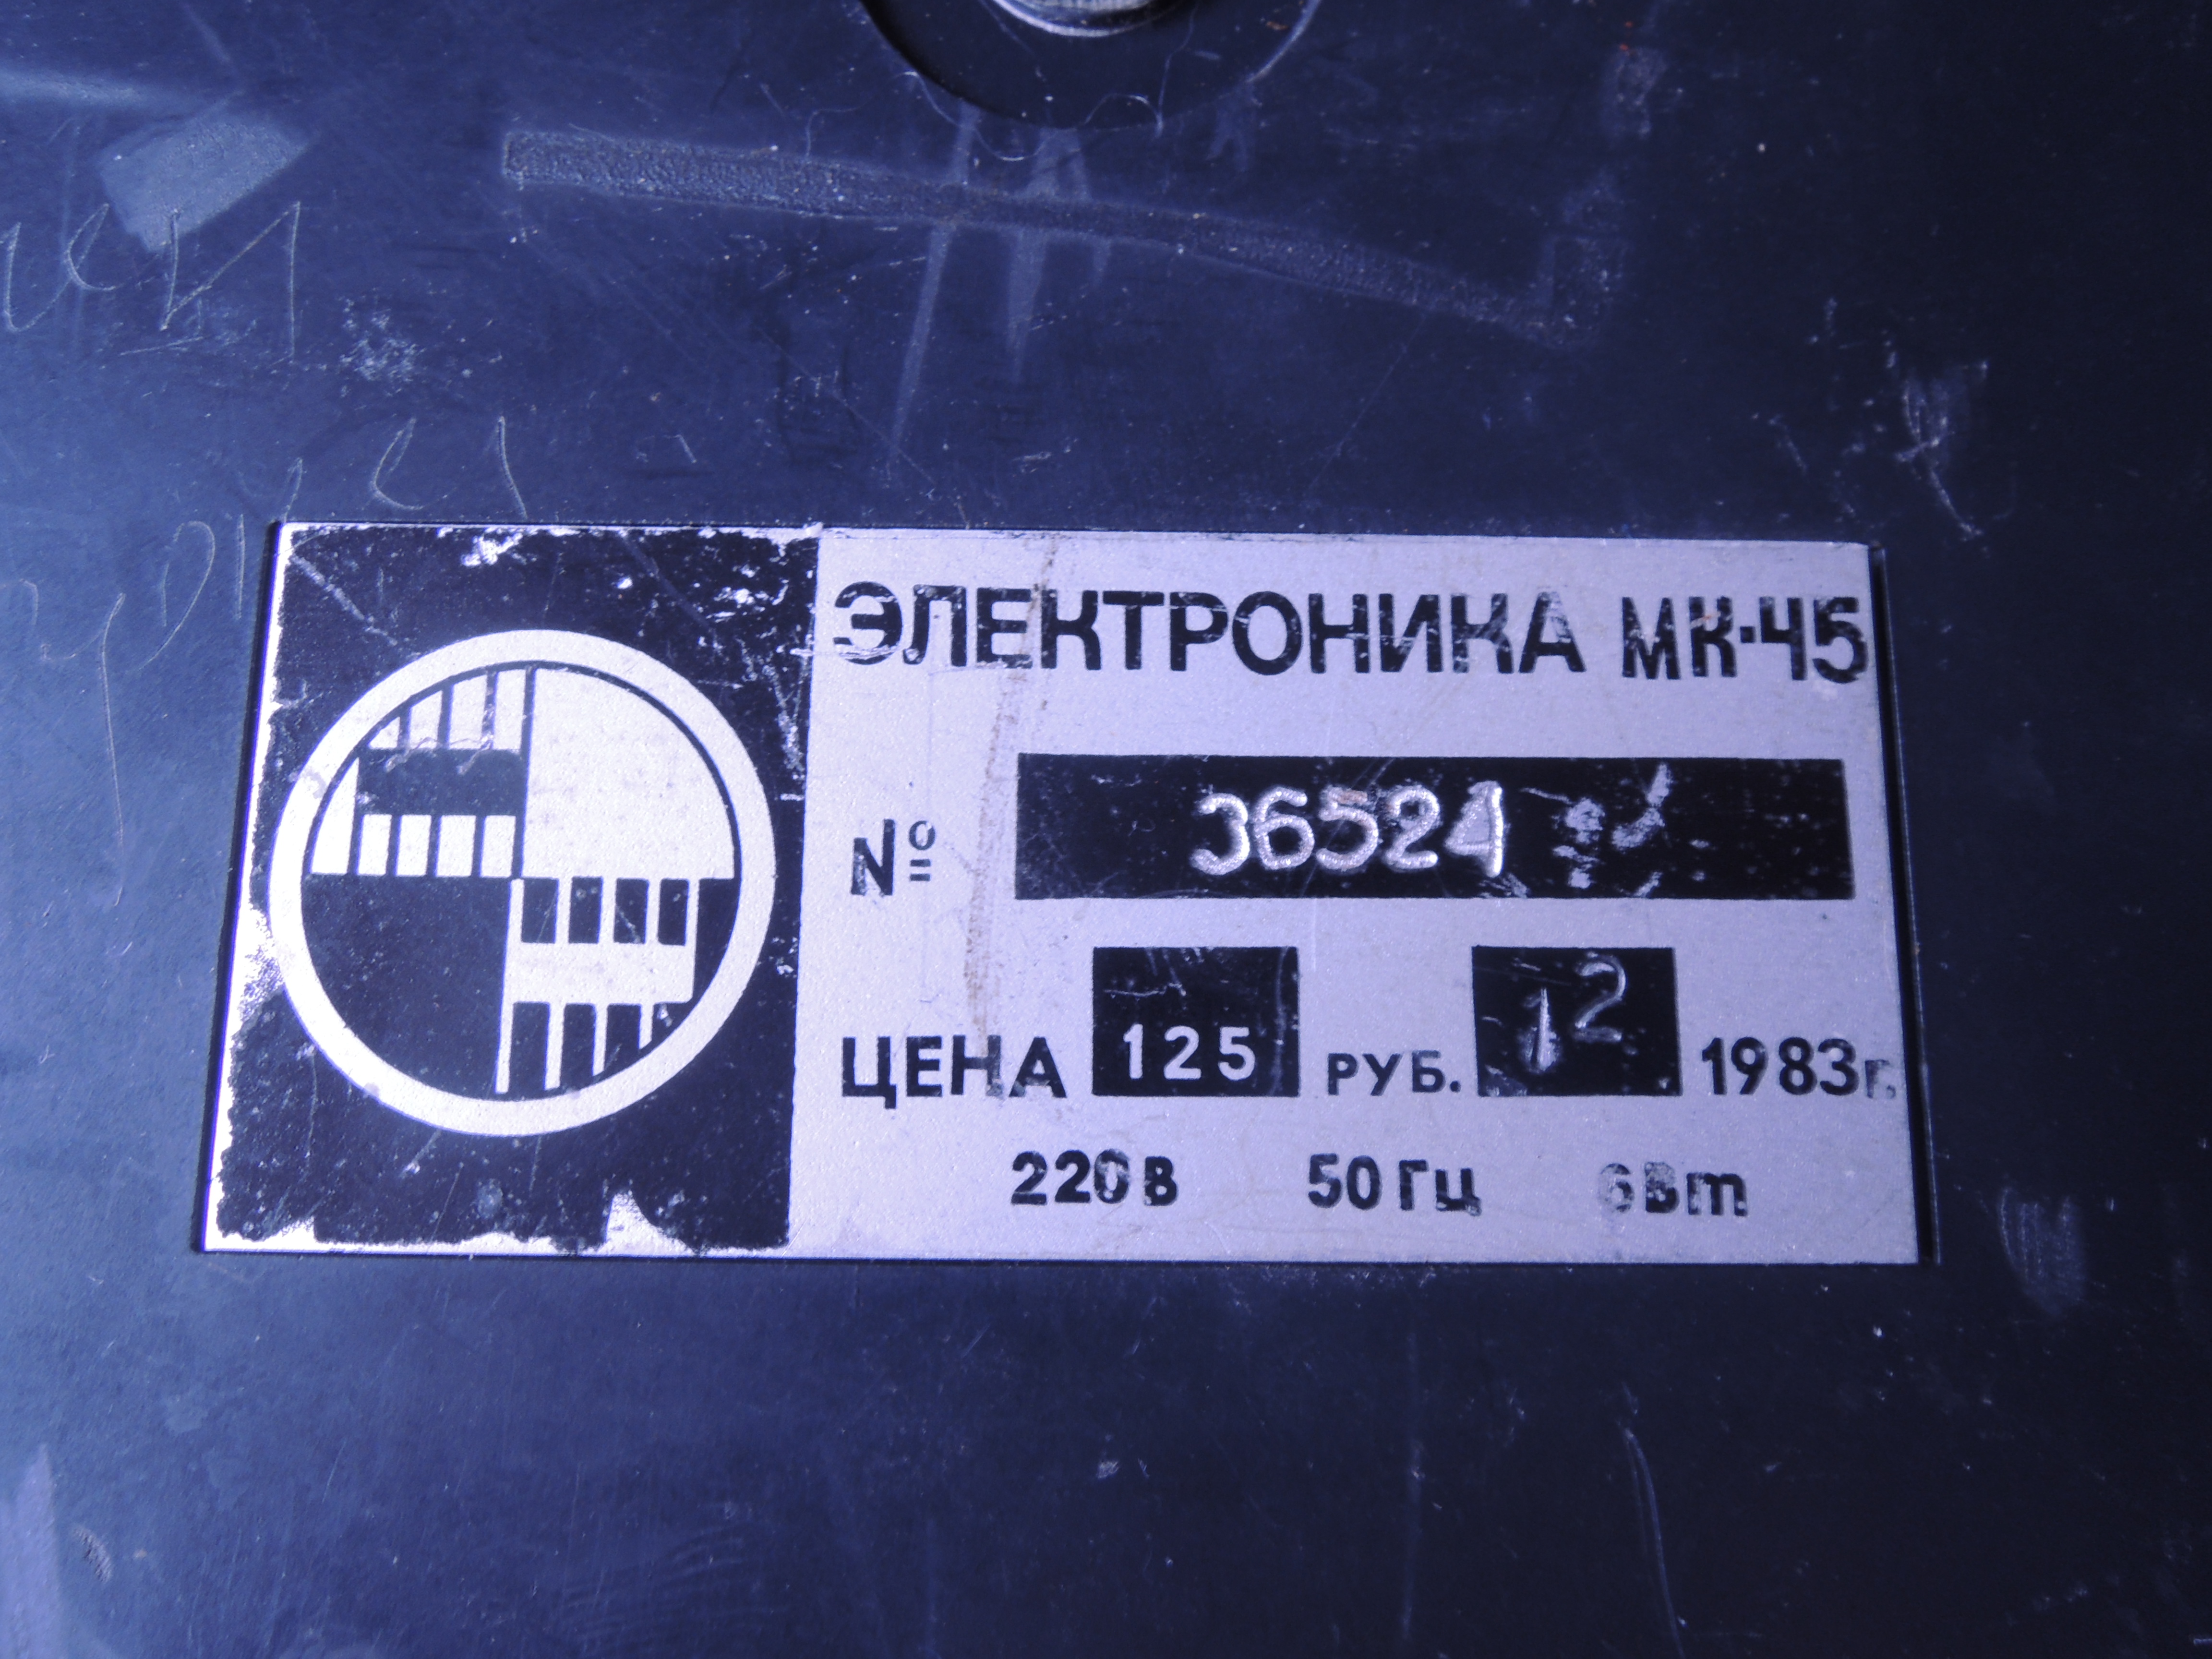 ЭЛЕКТРОНИКА МК-45
№ 36524
ЦЕНА 125 РУБ. 12 1983г.
220В 50Гц 6Вт